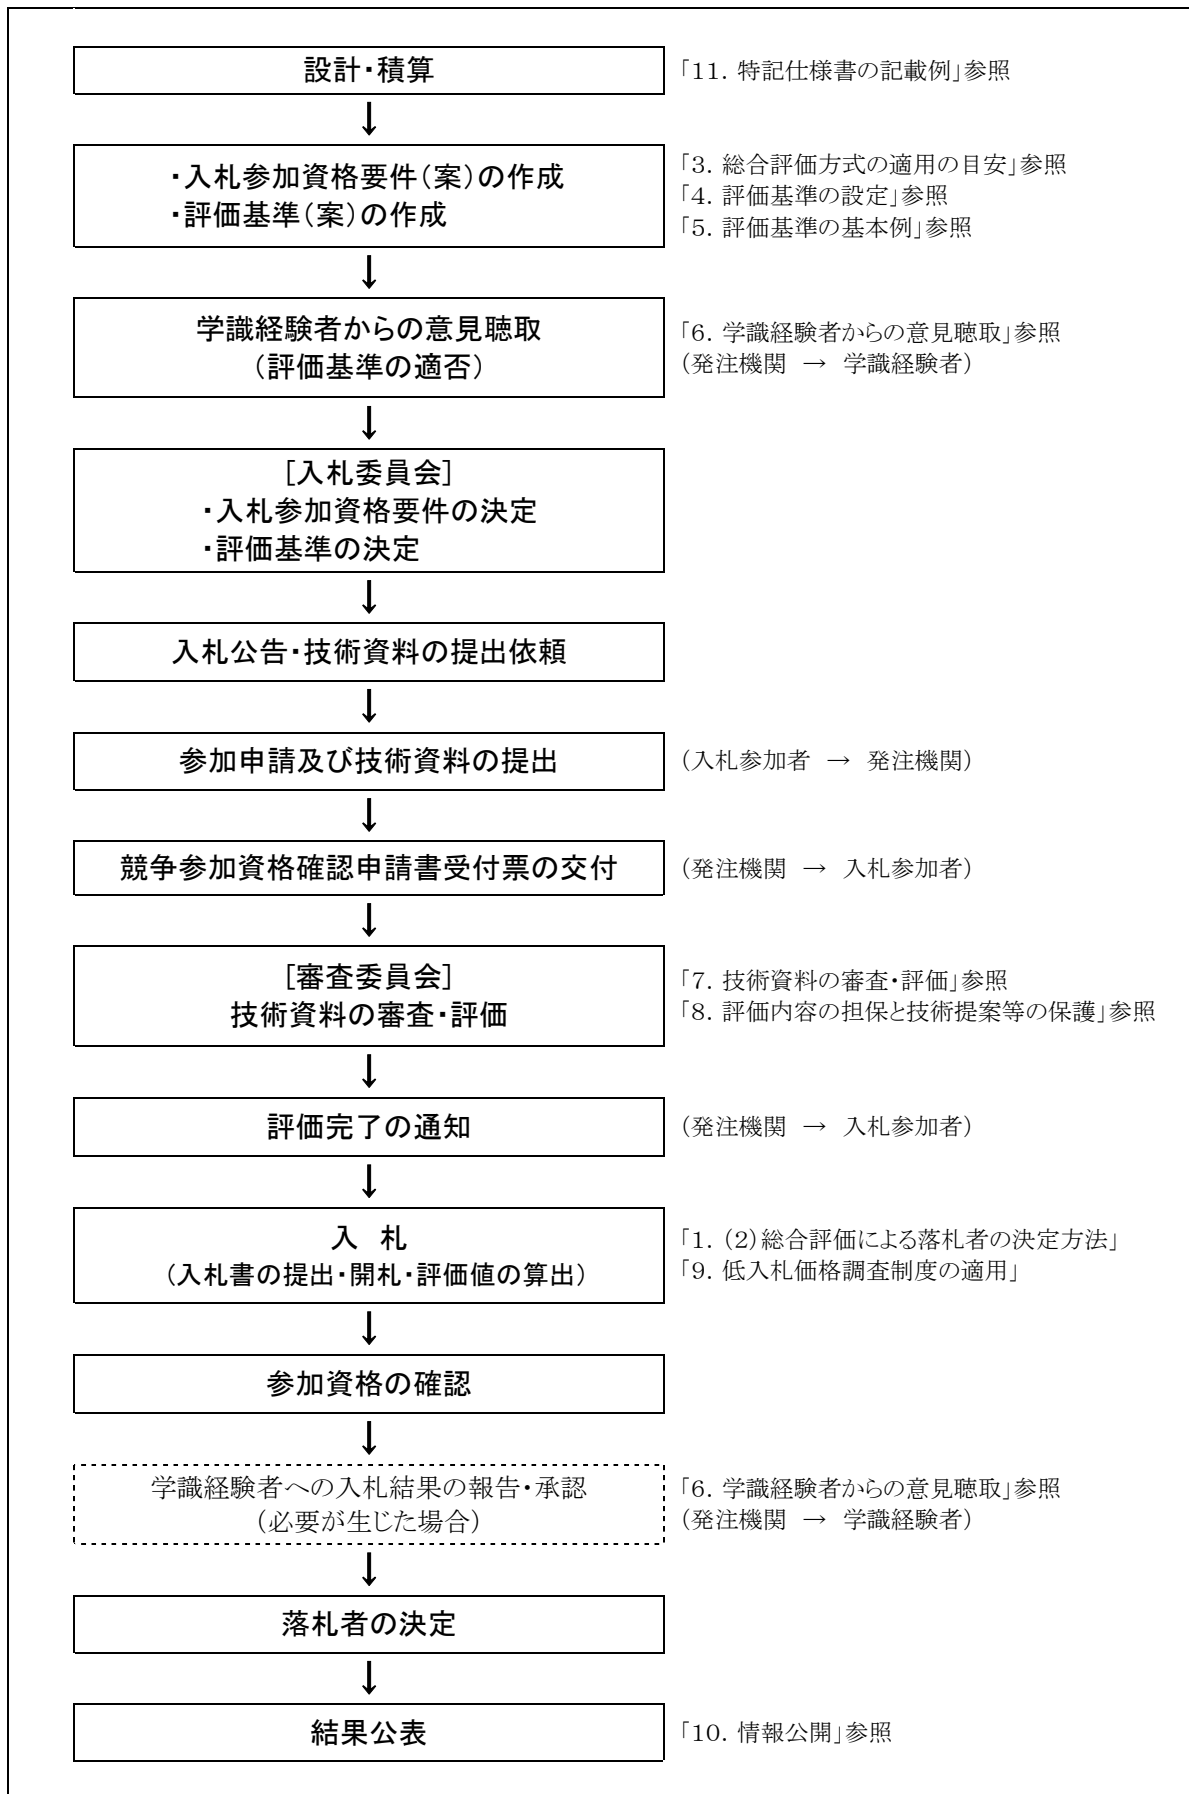 設計・積算
「11. 特記仕様書の記載例」参照
↓
・入札参加資格要件(案)の作成
・評価基準(案)の作成
「3. 総合評価方式の適用の目安」参照
「4. 評価基準の設定」参照
「5. 評価基準の基本例」参照
↓
学識経験者からの意見聴取
(評価基準の適否)
「6. 学識経験者からの意見聴取」参照
(発注機関 → 学識経験者)
↓
[入札委員会]
・入札参加資格要件の決定
・評価基準の決定
↓
入札公告・技術資料の提出依頼
↓
参加申請及び技術資料の提出
(入札参加者 → 発注機関)
↓
競争参加資格確認申請書受付票の交付
(発注機関 → 入札参加者)
↓
[審査委員会]
技術資料の審査・評価
「7. 技術資料の審査・評価」参照
「8. 評価内容の担保と技術提案等の保護」参照
↓
評価完了の通知
(発注機関 → 入札参加者)
↓
入 札
(入札書の提出・開札・評価値の算出)
「1. (2)総合評価による落札者の決定方法」
「9. 低入札価格調査制度の適用」
↓
参加資格の確認
↓
学識経験者への入札結果の報告・承認
(必要が生じた場合)
「6. 学識経験者からの意見聴取」参照
(発注機関 → 学識経験者)
↓
落札者の決定
↓
結果公表
「10. 情報公開」参照